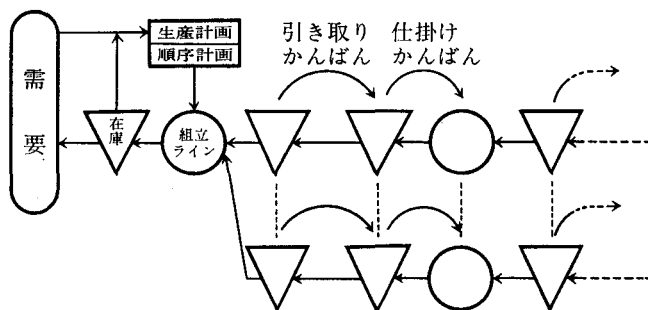 生産計画
順序計画
引き取り
かんばん
仕掛け
かんばん
需要
在庫
組立
ライン